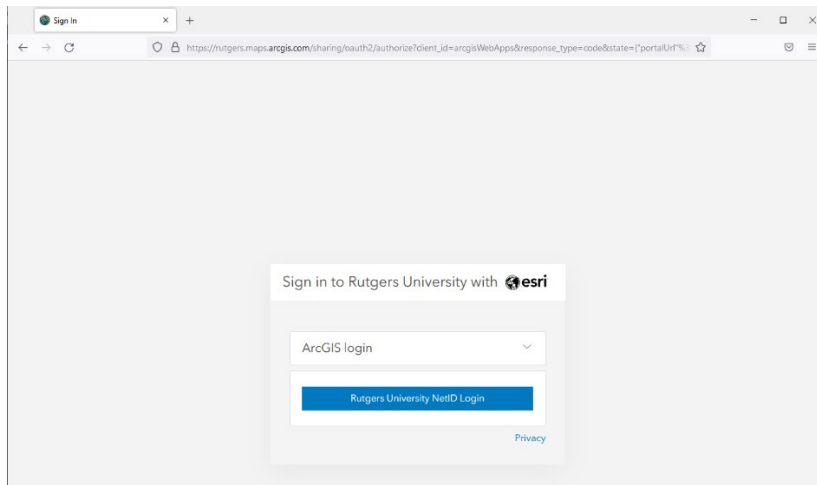 Sign In
https://rutgers.maps.arcgis.com/sharing/oauth2/authorize?client_id=arcgisWebApps&response_type=code&state={"portalUrl"%
Sign in to Rutgers University with esri
ArcGIS login
Rutgers University NetID Login
Privacy